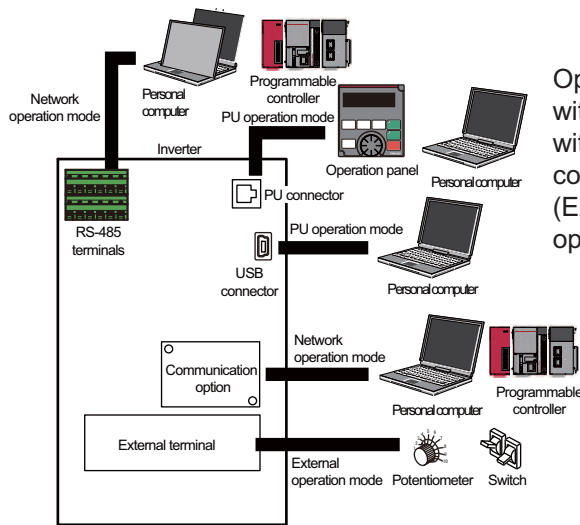 Network
operation mode
Personal
computer
Programmable
controller
PU operation mode
Inverter
Operation panel
Personal computer
PU connector
RS-485
terminals
PU operation mode
USB
connector
Personal computer
Network
operation mode
Communication
option
Personal computer
Programmable
controller
External terminal
External
operation mode
Potentiometer
Switch
Op
wit
wit
co
(E
op